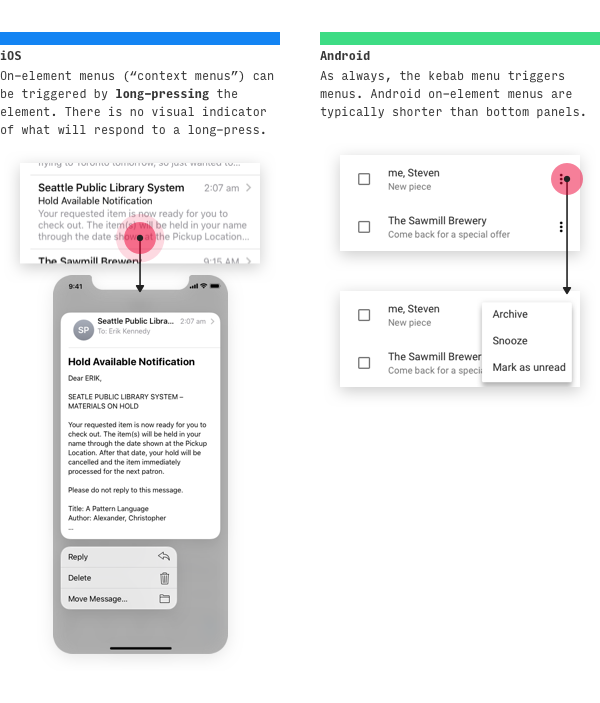 iOS
On-element menus (“context menus”) can
be triggered by long-pressing the
element. There is no visual indicator
of what will respond to a long-press.
flying to Toronto tomorrow, so just wanted to...
Seattle Public Library System 2:07 am
Hold Available Notification
Your requested item is now ready for you to
check out. The item(s) will be held in your
name through the date shown at the Pickup Location...
The Sawmill Brewery 9:15 AM
9:41
SP
Seattle Public Libra... 2:07 am
To: Erik Kennedy
Hold Available Notification
Dear ERIK,
SEATTLE PUBLIC LIBRARY SYSTEM –
MATERIALS ON HOLD
Your requested item is now ready for you to
check out. The item(s) will be held in your
name through the date shown at the Pickup
Location. After that date, your hold will be
cancelled and the item immediately
processed for the next patron.
Please do not reply to this message.
Title: A Pattern Language
Author: Alexander, Christopher
...
Reply
Delete
Move Message...
Android
As always, the kebab menu triggers
menus. Android on-element menus are
typically shorter than bottom panels.
me, Steven
New piece
The Sawmill Brewery
Come back for a special offer
me, Steven
New piece
The Sawmill Brewer
Come back for a specia
Archive
Snooze
Mark as unread